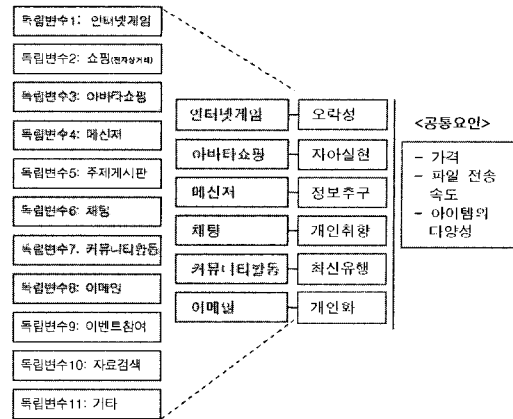 독립변수1: 인터넷게임
독립변수2: 쇼핑(전자상거래)
독립변수3: 아바타쇼핑
독립변수4: 메신저
독립변수5: 주제게시판
독립변수6: 채팅
독립변수7. 커뮤니티활동
독립변수8: 이메일
독립변수9: 이벤트참여
독립변수10: 자료검색
독립변수11: 기타
인터넷게임 오락성
아바타쇼핑 자아실현
메신저 정보추구
채팅 개인취향
커뮤니티활동 최신유행
이메일 개인화
<공통요인>
- 가격
- 파일 전송
속도
- 아이템의
다양성